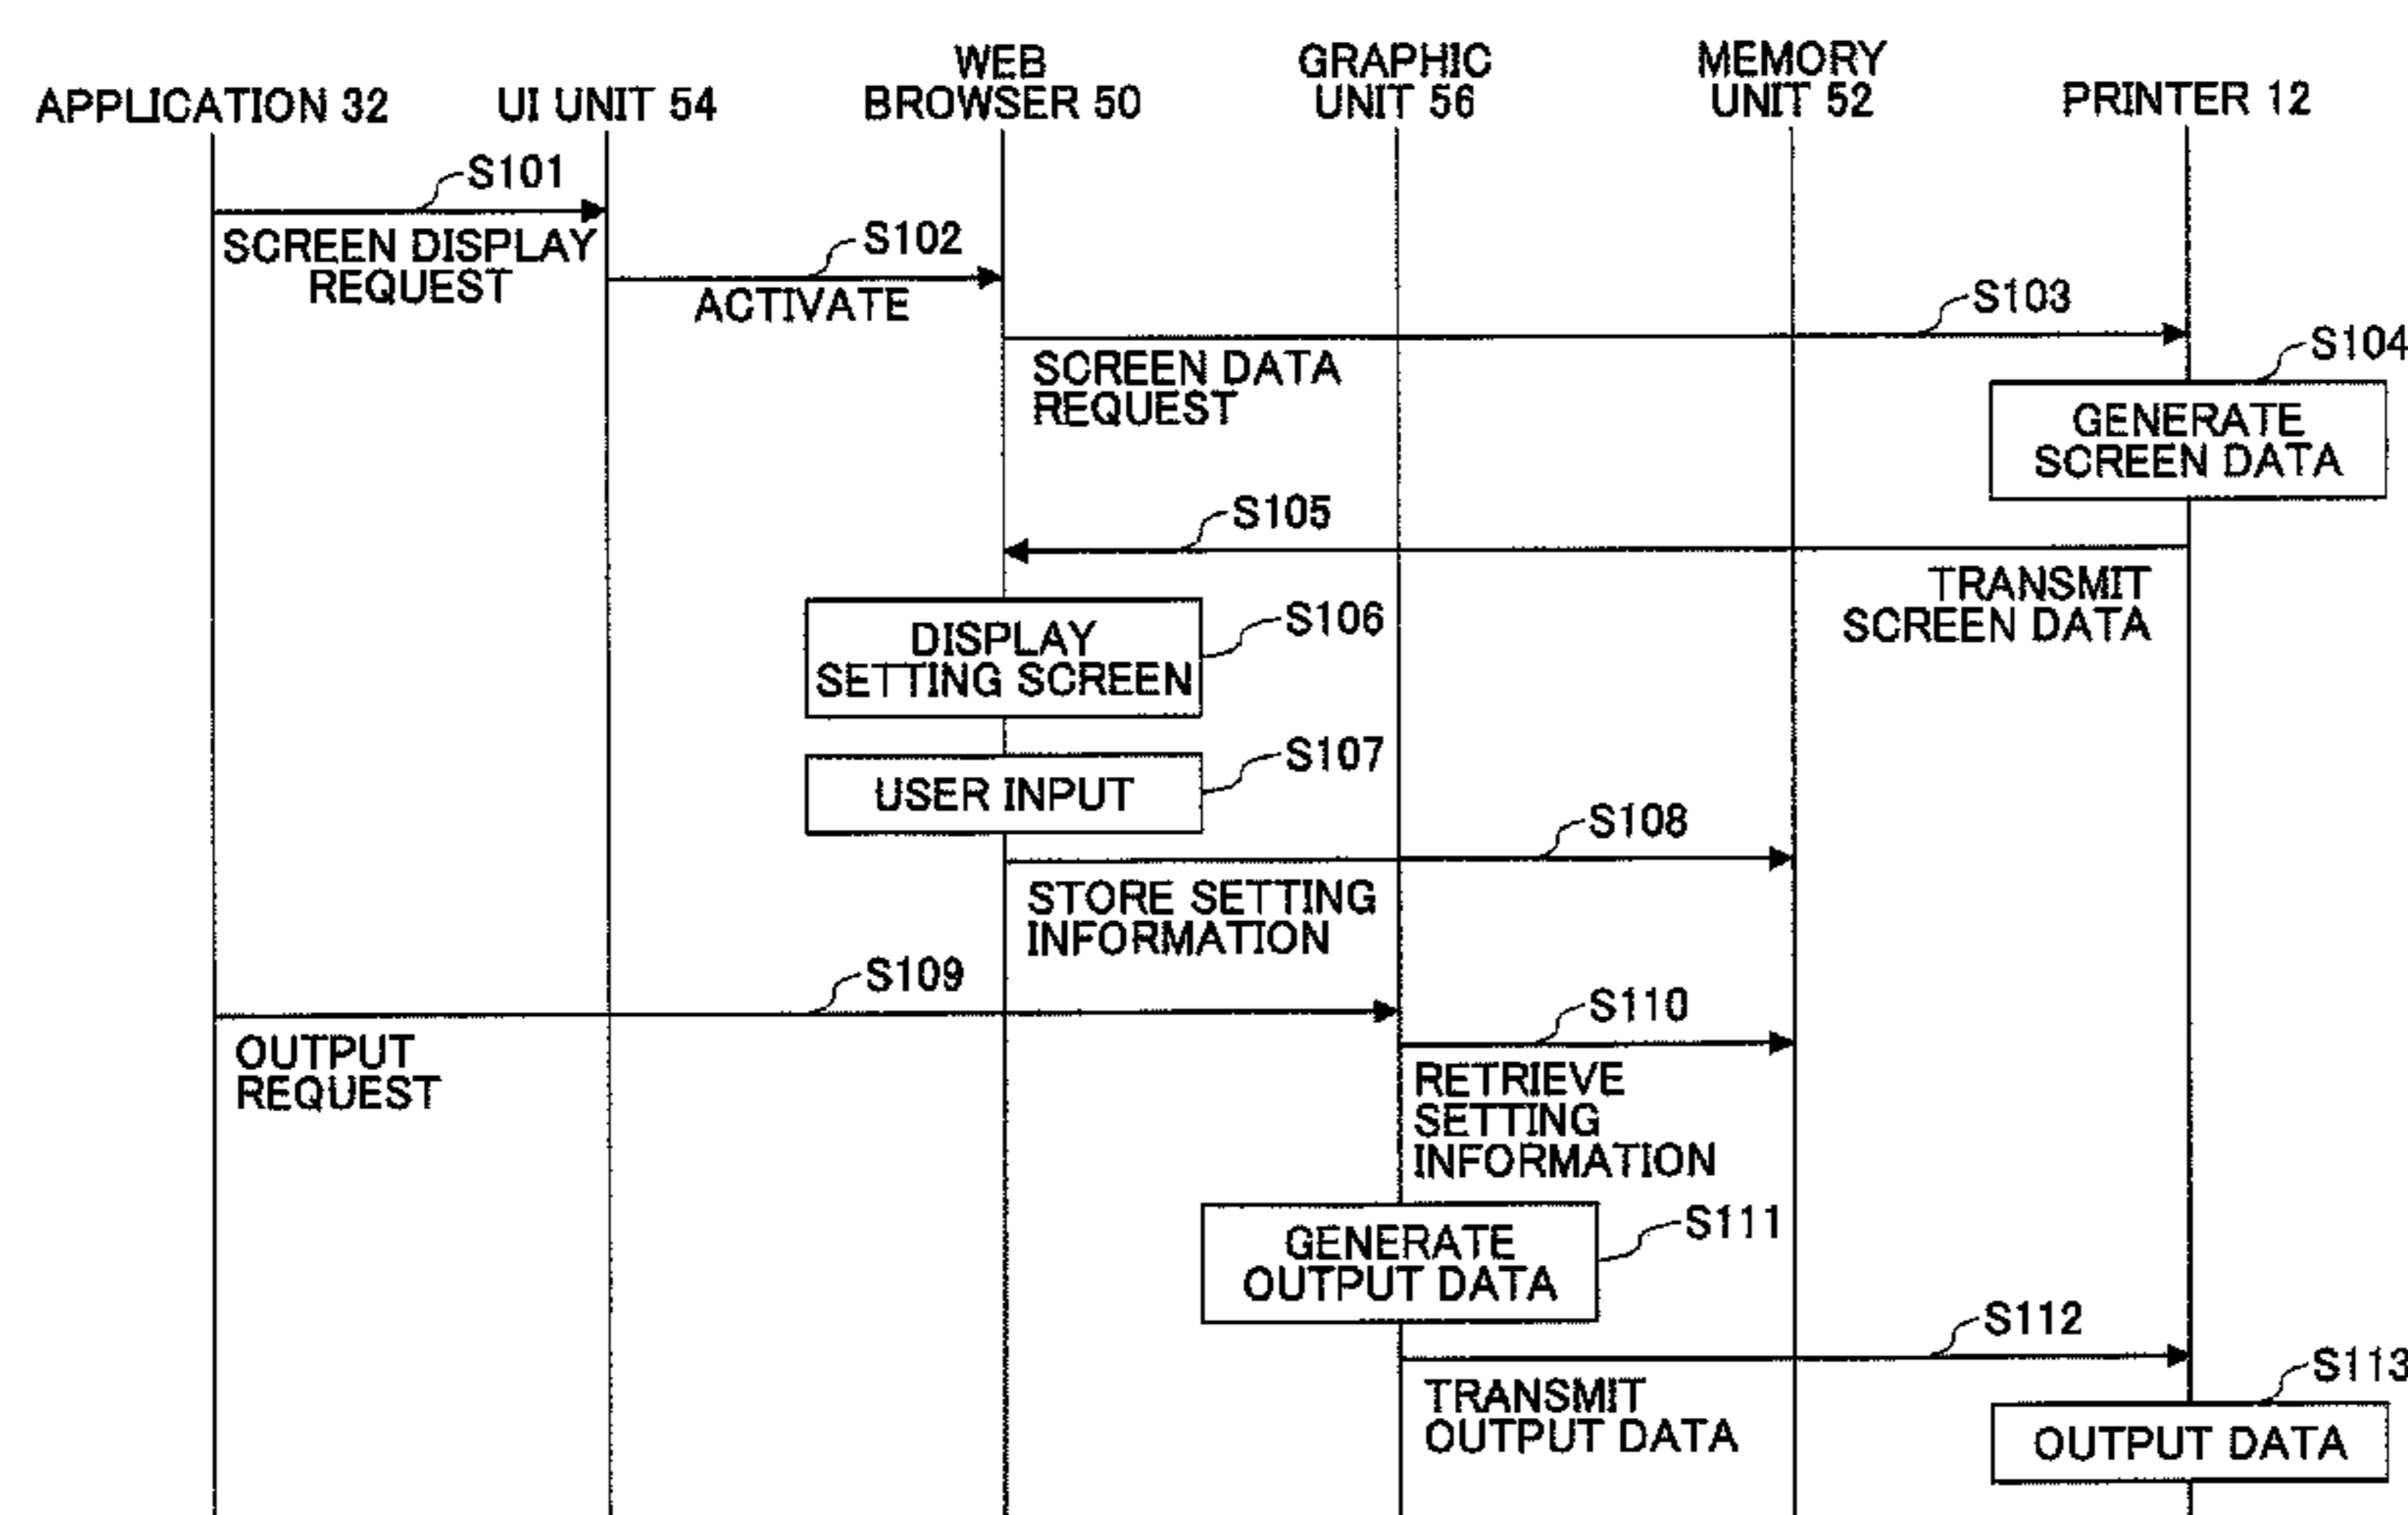 APPLICATION 32
UI UNIT 54
WEB
BROWSER 50
GRAPHIC
UNIT 56
MEMORY
UNIT 52
PRINTER 12
S101
SCREEN DISPLAY
REQUEST
S102
ACTIVATE
S103
SCREEN DATA
REQUEST
S104
GENERATE
SCREEN DATA
S105
TRANSMIT
SCREEN DATA
DISPLAY
SETTING SCREEN
S106
USER INPUT
S107
S108
STORE SETTING
INFORMATION
S109
OUTPUT
REQUEST
S110
RETRIEVE
SETTING
INFORMATION
GENERATE
OUTPUT DATA
S111
S112
TRANSMIT
OUTPUT DATA
S113
OUTPUT DATA